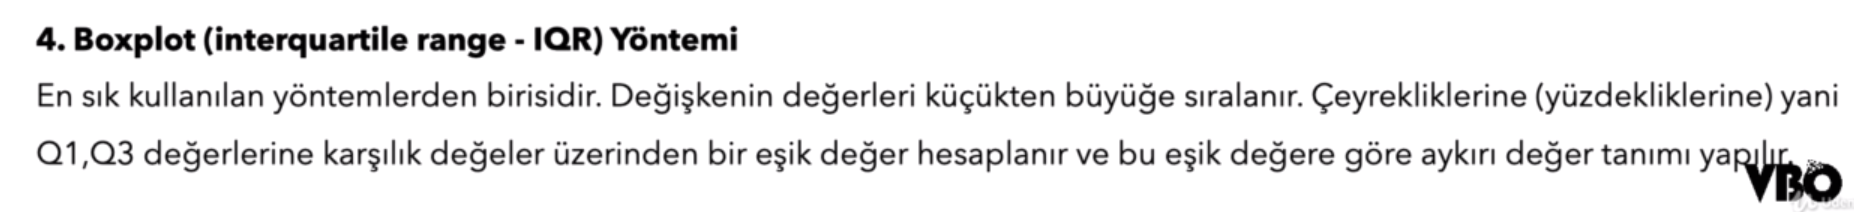 4. Boxplot (interquartile range - IQR) Yöntemi
En sık kullanılan yöntemlerden birisidir. Değişkenin değerleri küçükten büyüğe sıralanır. Çeyrekliklerine (yüzdekliklerine) yani
Q1,Q3 değerlerine karşılık değeler üzerinden bir eşik değer hesaplanır ve bu eşik değere göre aykırı değer tanımı yapılır.
VBO